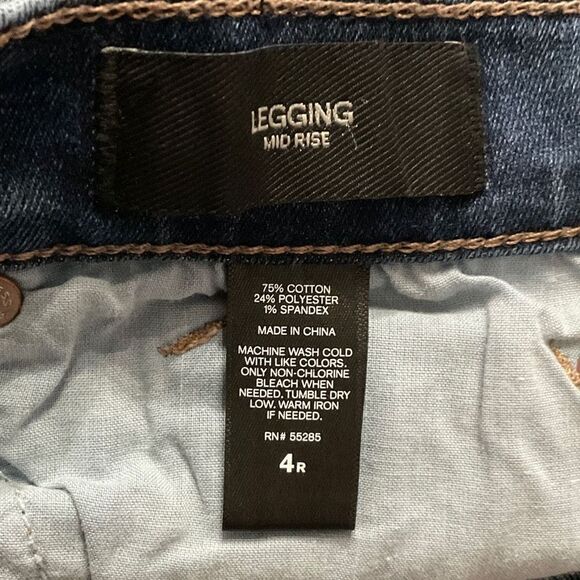 LEGGING
MID RISE
75% COTTON
24% POLYESTER
1% SPANDEX
MADE IN CHINA
MACHINE WASH COLD
WITH LIKE COLORS.
ONLY NON-CHLORINE
BLEACH WHEN
NEEDED. TUMBLE DRY
LOW. WARM IRON
IF NEEDED.
RN# 55285
4R